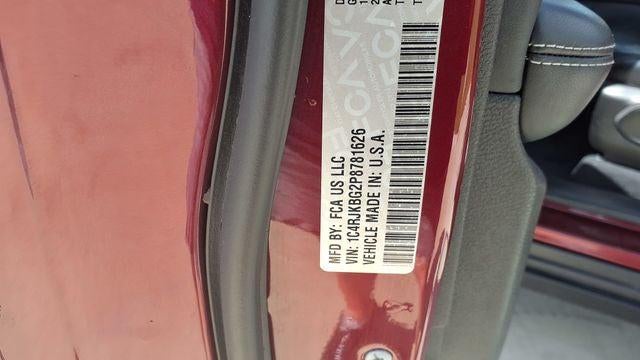 MFD BY: FCA US LLC
VIN: 1C4RJKBG2P8781626
VEHICLE MADE IN: U.S.A.